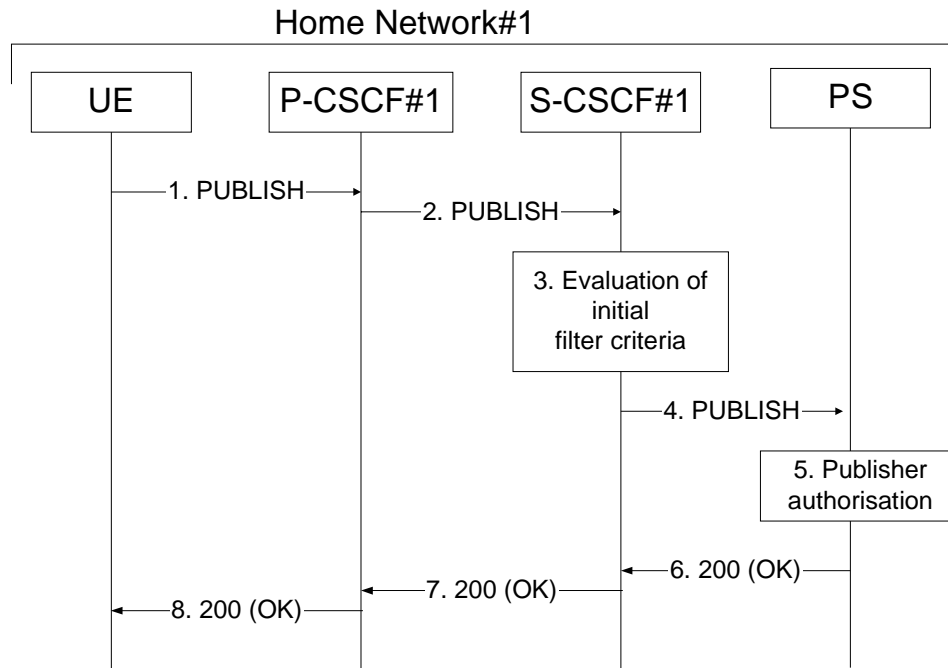 Home Network#1
UE
P-CSCF#1
S-CSCF#1
PS
1. PUBLISH
2. PUBLISH
3. Evaluation of
initial
filter criteria
4. PUBLISH
5. Publisher
authorisation
6. 200 (OK)
7. 200 (OK)
8. 200 (OK)